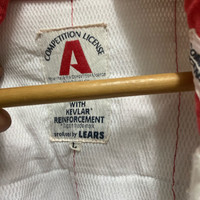 COMPETITION LICENSE
A
WITH
KEVLAR*
REINFORCEMENT
produced by LEARS
L